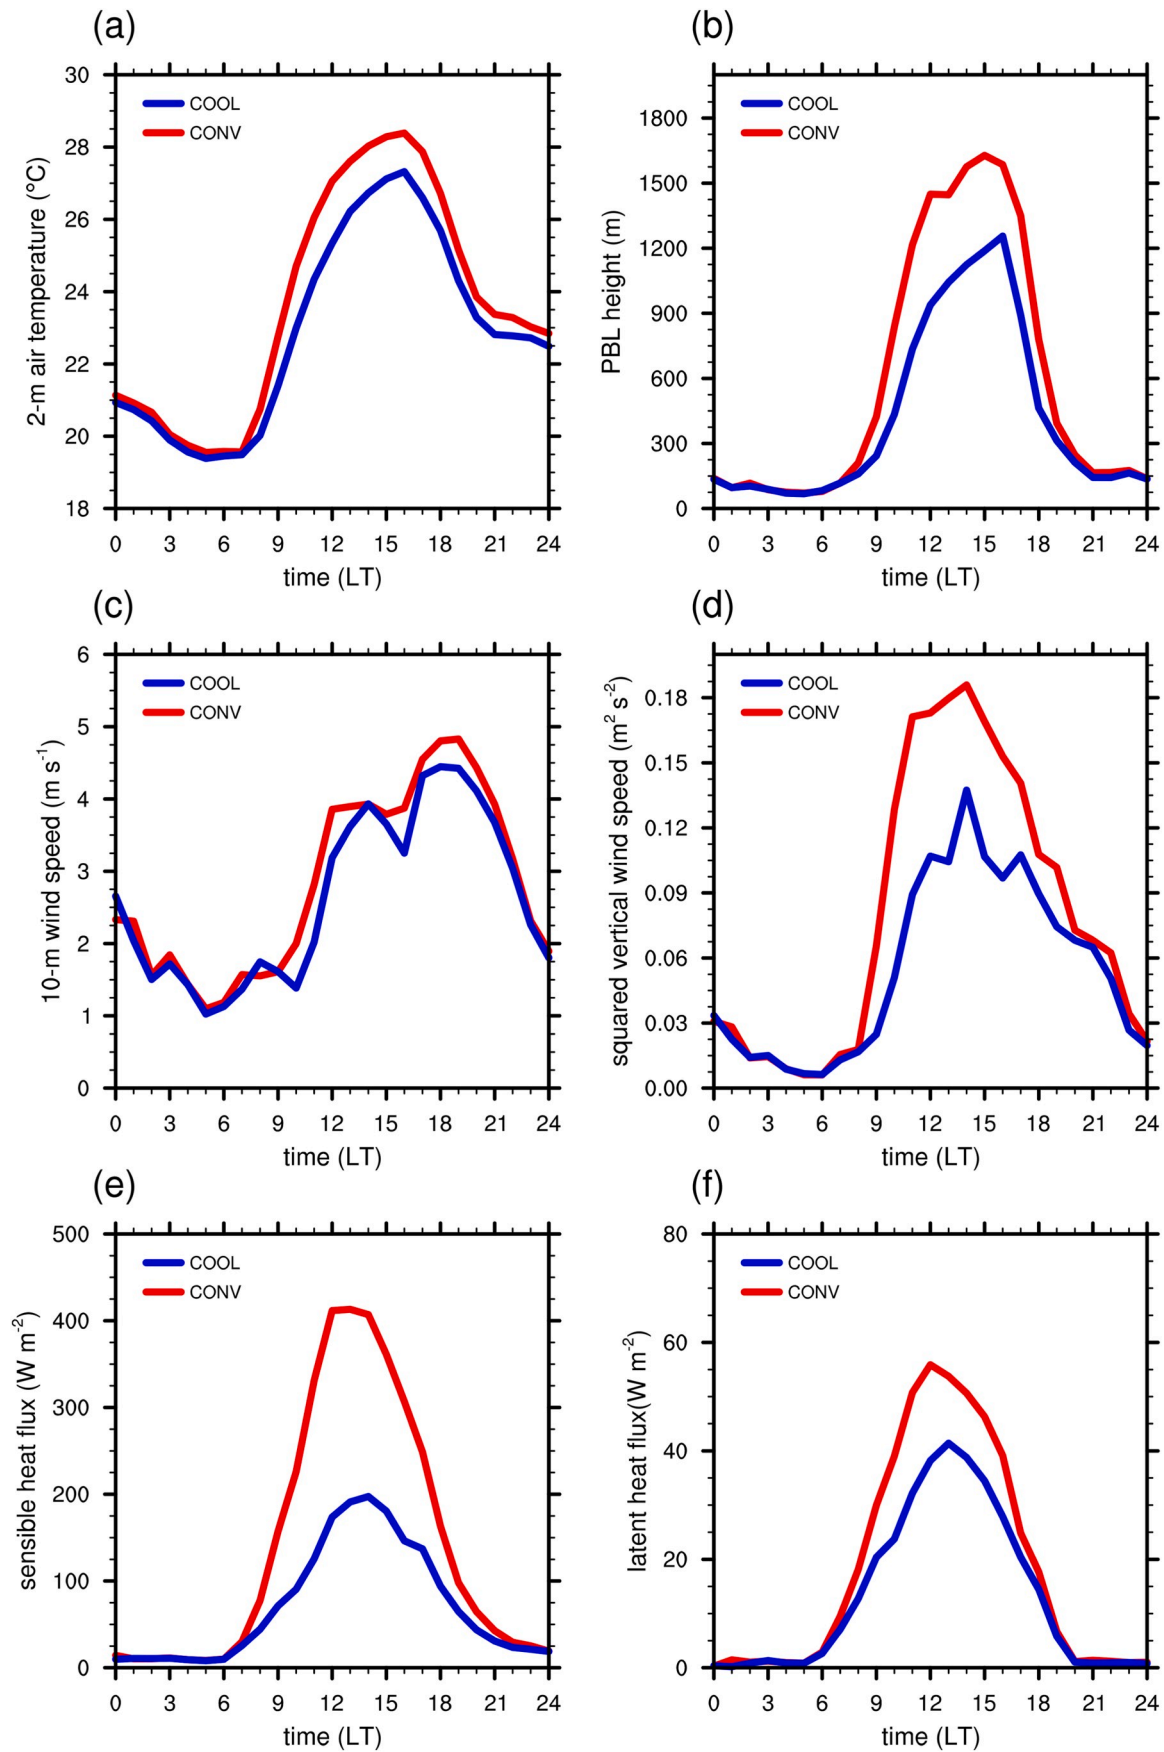 (a)
30
28
26
24
22
20
18
2-m air temperature (°C)
COOL
CONV
0 3 6 9 12 15 18 21 24
time (LT)
(b)
1800
1500
1200
900
600
300
0
PBL height (m)
COOL
CONV
0 3 6 9 12 15 18 21 24
time (LT)
(c)
6
5
4
3
2
1
0
10-m wind speed (m s⁻¹)
COOL
CONV
0 3 6 9 12 15 18 21 24
time (LT)
(d)
0.18
0.15
0.12
0.09
0.06
0.03
0.00
squared vertical wind speed (m² s⁻²)
COOL
CONV
0 3 6 9 12 15 18 21 24
time (LT)
(e)
500
400
300
200
100
0
sensible heat flux (W m⁻²)
COOL
CONV
0 3 6 9 12 15 18 21 24
time (LT)
(f)
80
60
40
20
0
latent heat flux(W m⁻²)
COOL
CONV
0 3 6 9 12 15 18 21 24
time (LT)